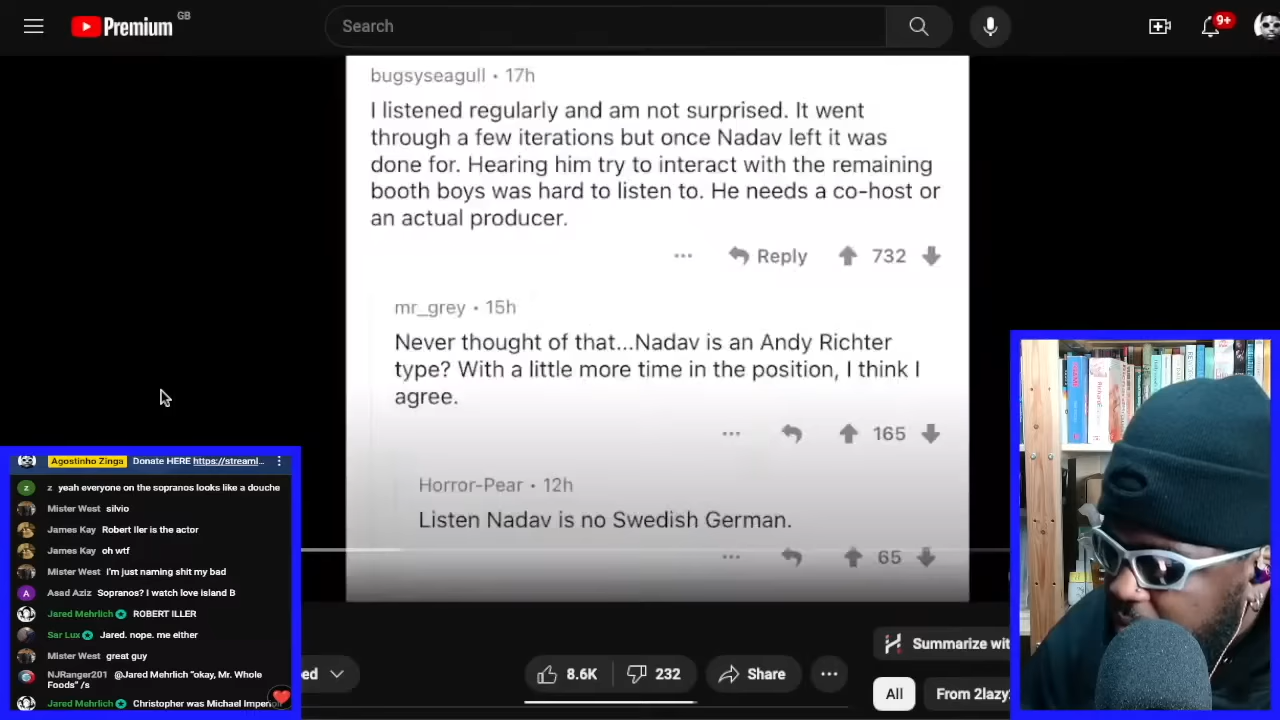 Premium
GB
Search
9+
bugsyseagull • 17h
I listened regularly and am not surprised. It went
through a few iterations but once Nadav left it was
done for. Hearing him try to interact with the remaining
booth boys was hard to listen to. He needs a co-host or
an actual producer.
Reply
732
mr_grey • 15h
Never thought of that...Nadav is an Andy Richter
type? With a little more time in the position, I think I
agree.
165
Horror-Pear • 12h
Listen Nadav is no Swedish German.
65
Agostinho Zinga Donate HERE https://streaml...
z yeah everyone on the sopranos looks like a douche
Mister West silvio
James Kay Robert Iler is the actor
James Kay oh wtf
Mister West I'm just naming shit my bad
Asad Aziz Sopranos? I watch love island B
Jared Mehrlich ROBERT ILLER
Sar Lux Jared. nope. me either
Mister West great guy
NJRanger201 @Jared Mehrlich "okay, Mr. Whole
Foods" /s
Jared Mehrlich Christopher was Michael
ed
8.6K
232
Share
Summarize wit
All
From 2lazy